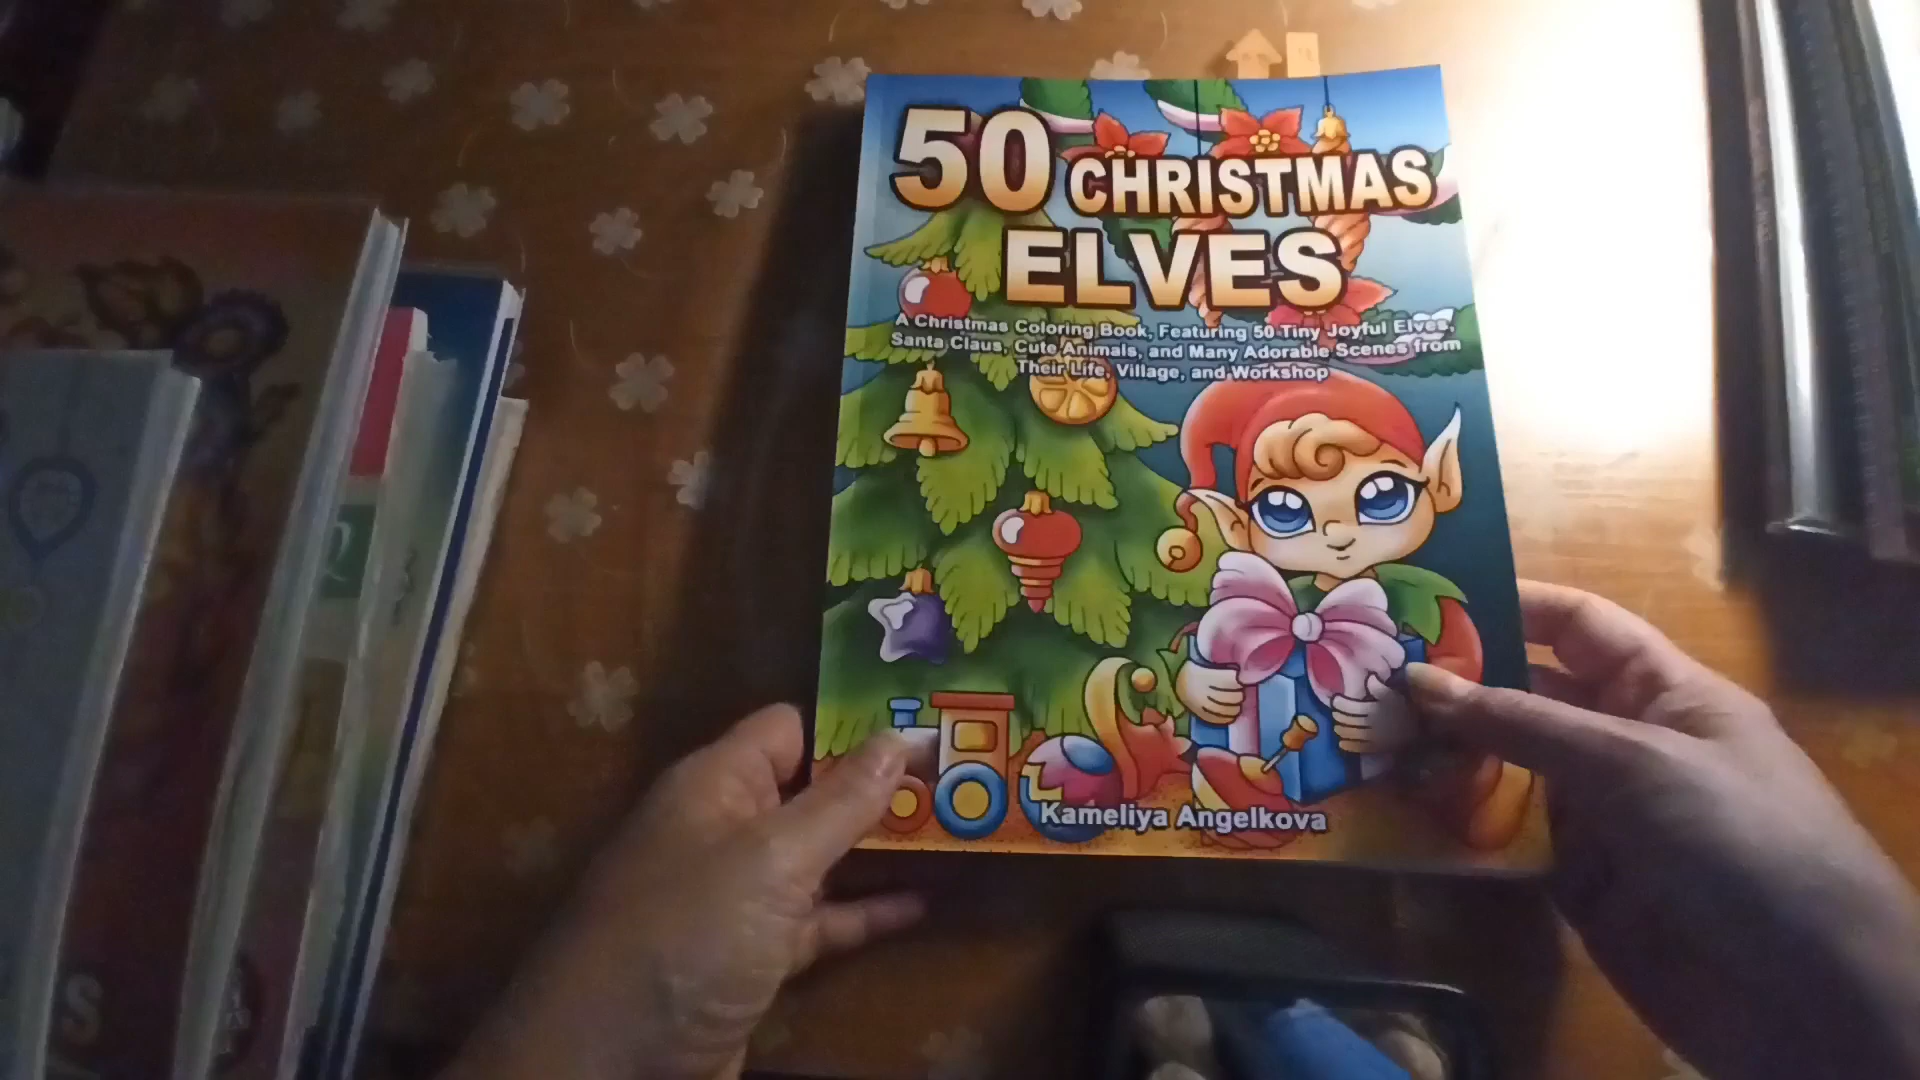 50 CHRISTMAS
ELVES
A Christmas Coloring Book, Featuring 50 Tiny Joyful Elves,
Santa Claus, Cute Animals, and Many Adorable Scenes from
Their Life, Village, and Workshop
Kameliya Angelkova
S